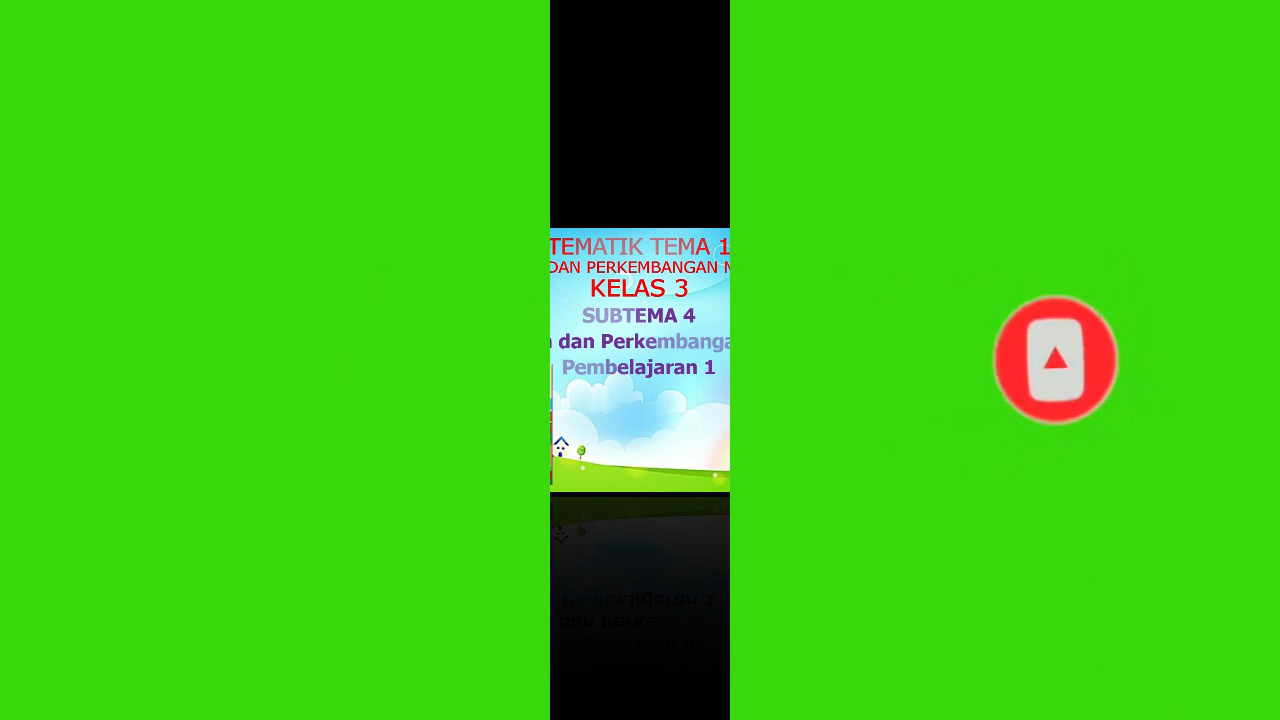 TEMATIK TEMA 1
DAN PERKEMBANGAN
KELAS 3
SUBTEMA 4
dan Perkembanga
Pembelajaran 1